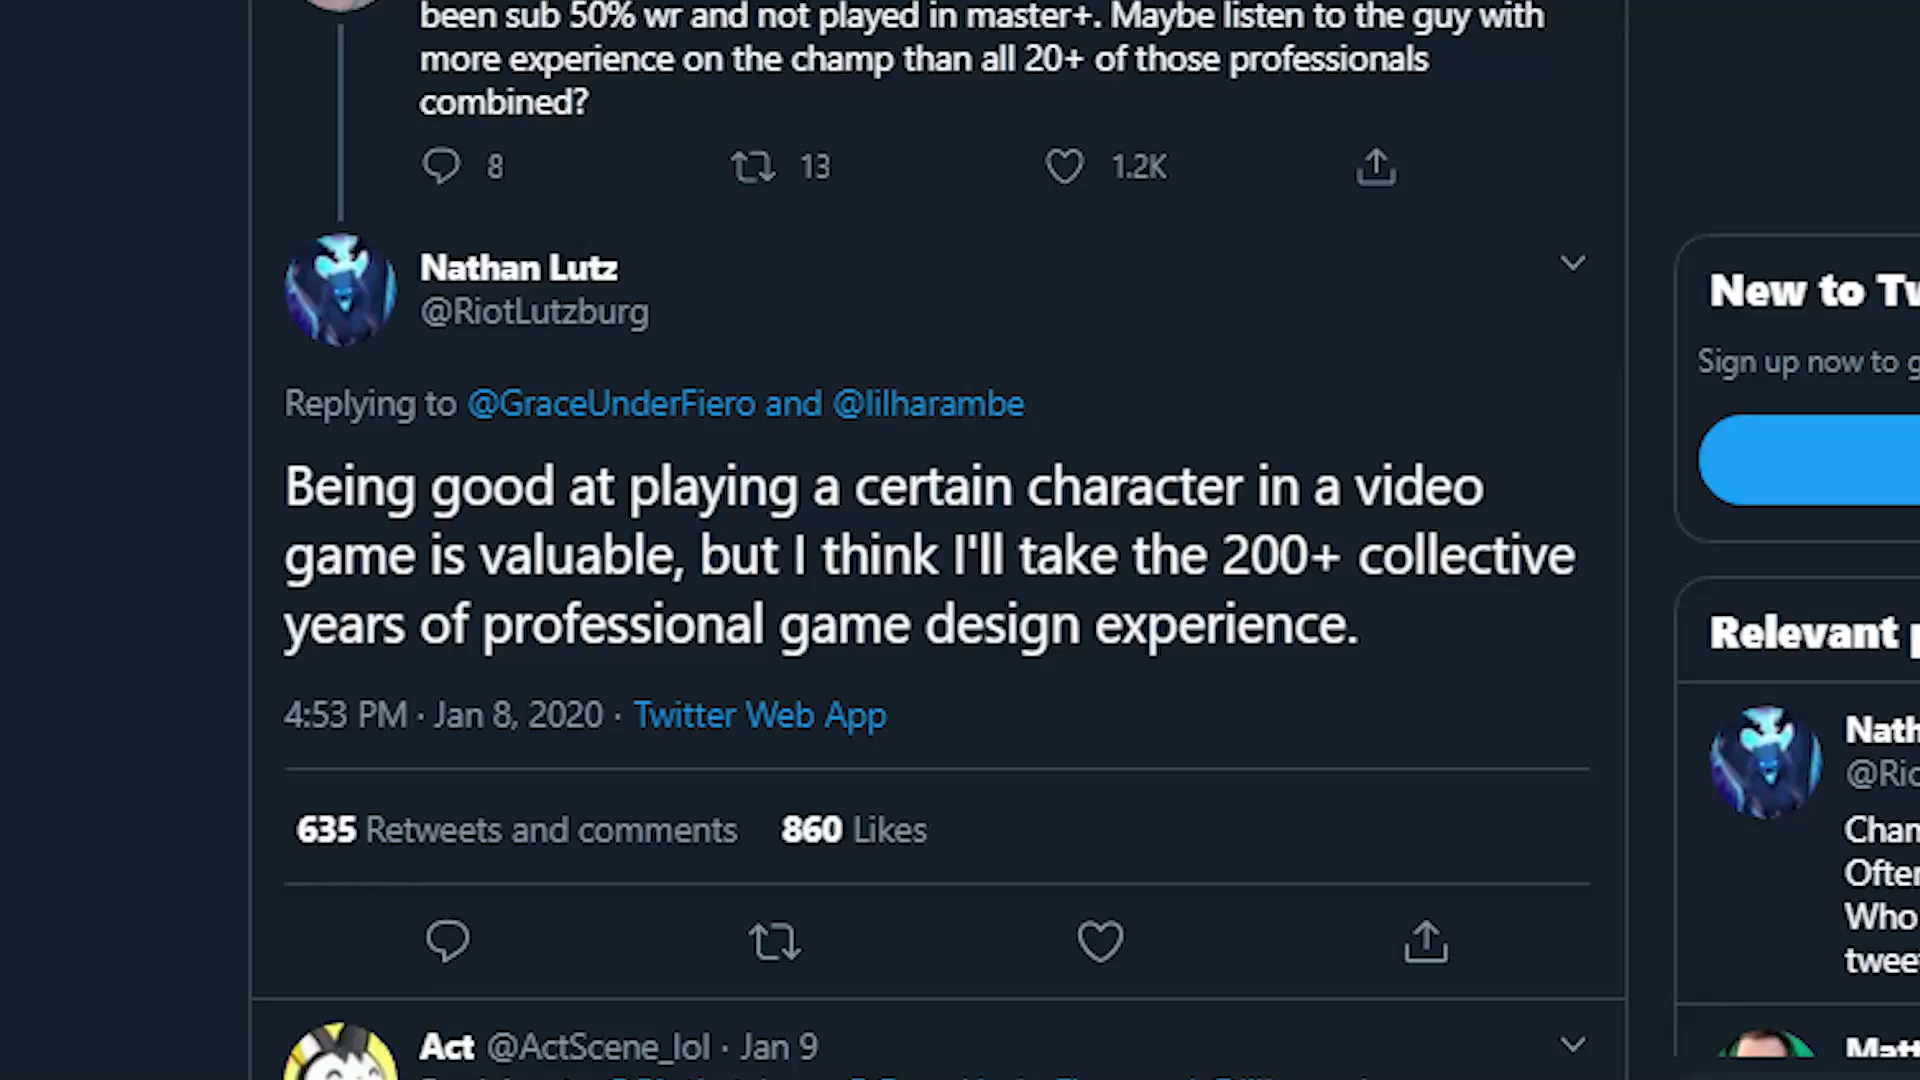 been sub 50% wr and not played in master+. Maybe listen to the guy with
more experience on the champ than all 20+ of those professionals
combined?
8 13 1.2K
Nathan Lutz
@RiotLutzburg
Replying to @GraceUnderFiero and @lilharambe
Being good at playing a certain character in a video
game is valuable, but I think I'll take the 200+ collective
years of professional game design experience.
4:53 PM · Jan 8, 2020 · Twitter Web App
635 Retweets and comments 860 Likes
Act @ActScene_lol · Jan 9
New to Tw
Sign up now to g
Relevant p
Nath
@Rio
Cham
Often
Who
tweet
Matt